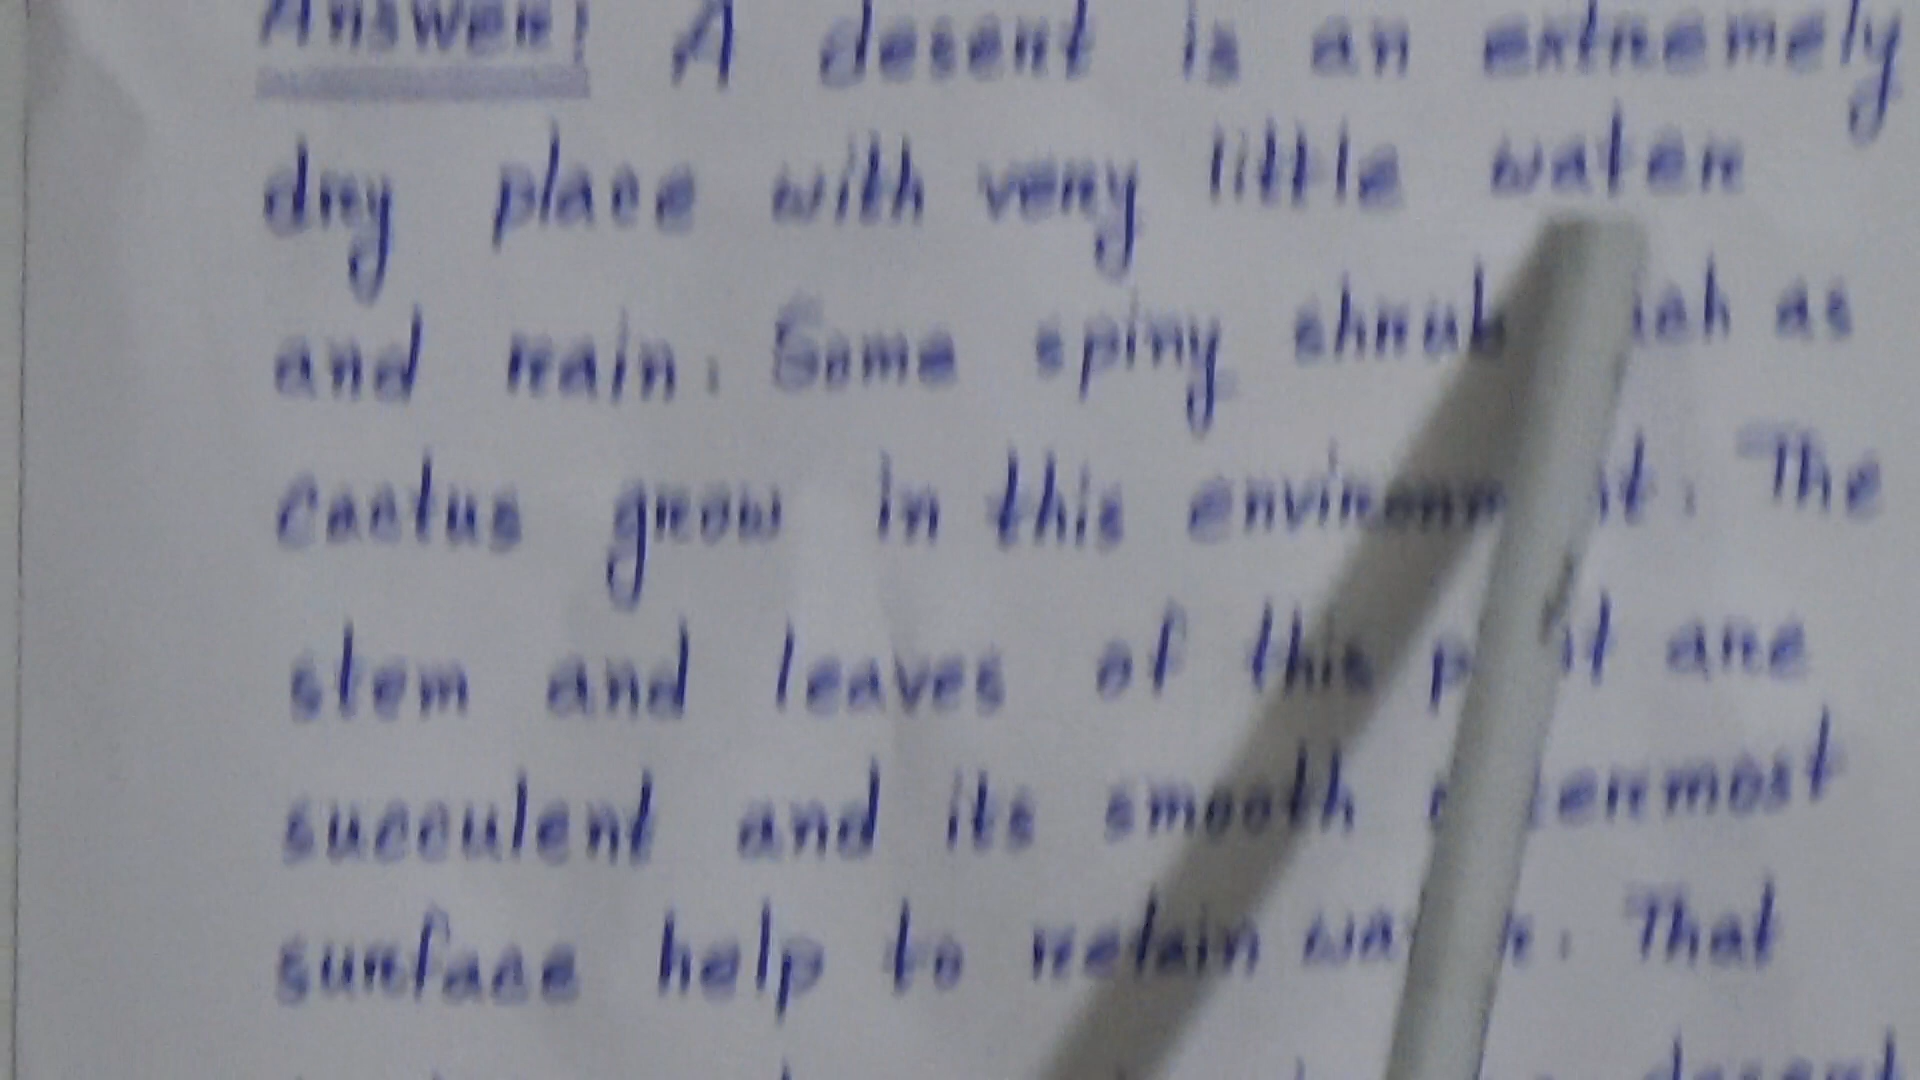 Answer: A desert is an extremely
dry place with very little water
and rain. Some spiny shrub as
cactus grow in this The
stem and leaves of this are
succulent and its smooth
surface help to retain That
desert